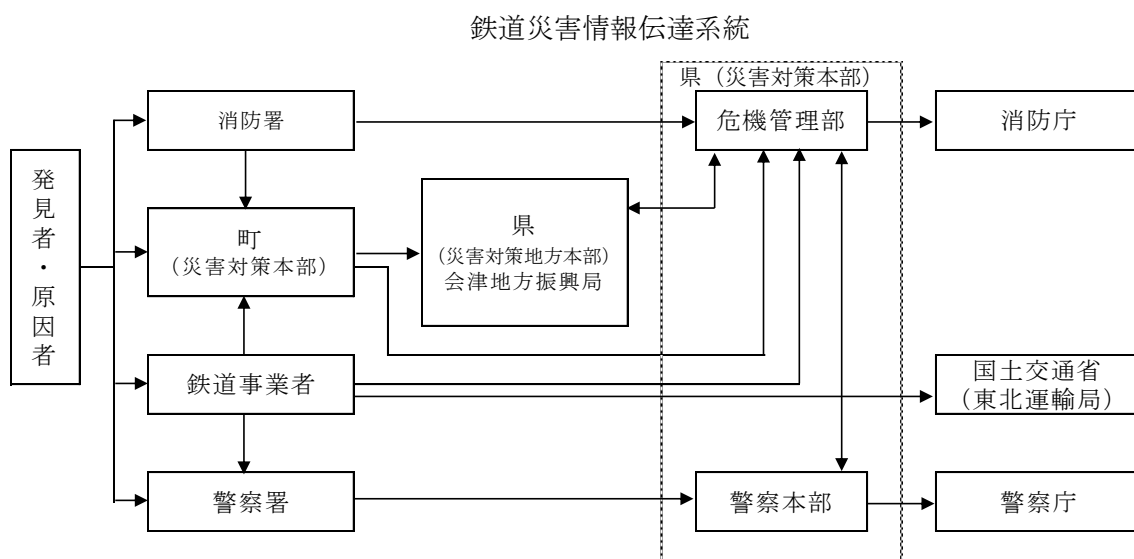 鉄道災害情報伝達系統
県（災害対策本部）
消防署
危機管理部
消防庁
発見者・原因者
町
（災害対策本部）
県
（災害対策地方本部）
会津地方振興局
鉄道事業者
国土交通省
（東北運輸局）
警察署
警察本部
警察庁